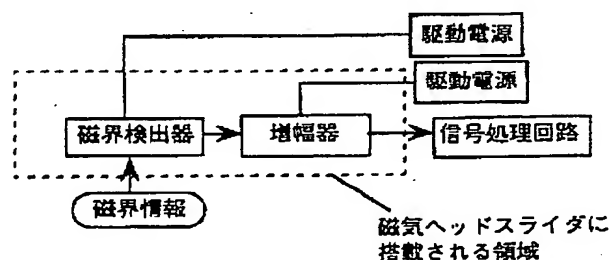 駆動電源
駆動電源
磁界検出器
増幅器
信号処理回路
磁界情報
磁気ヘッドスライダに
搭載される領域